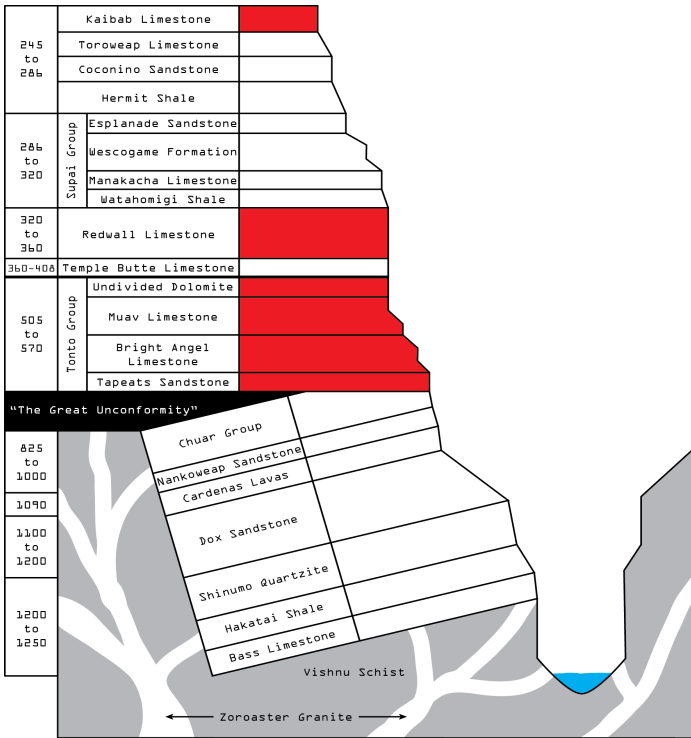 245
to
286
Kaibab Limestone
Toroweap Limestone
Coconino Sandstone
Hermit Shale
286
to
320
Supai Group
Esplanade Sandstone
Wescogame Formation
Manakacha Limestone
Watahomigi Shale
320
to
360
Redwall Limestone
360-408
Temple Butte Limestone
505
to
570
Tonto Group
Undivided Dolomite
Muav Limestone
Bright Angel
Limestone
Tapeats Sandstone
"The Great Unconformity"
825
to
1000
1090
1100
to
1200
1200
to
1250
Chuar Group
Nankoweap Sandstone
Cardenas Lavas
Dox Sandstone
Shinumo Quartzite
Hakatai Shale
Bass Limestone
Vishnu Schist
Zoroaster Granite